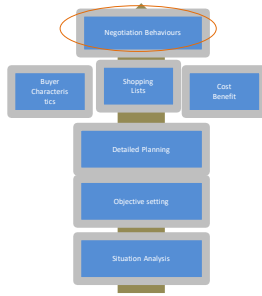 Negotiation Behaviours
Buyer
Characteris
tics
Shopping
Lists
Cost
Benefit
Detailed Planning
Objective setting
Situation Analysis